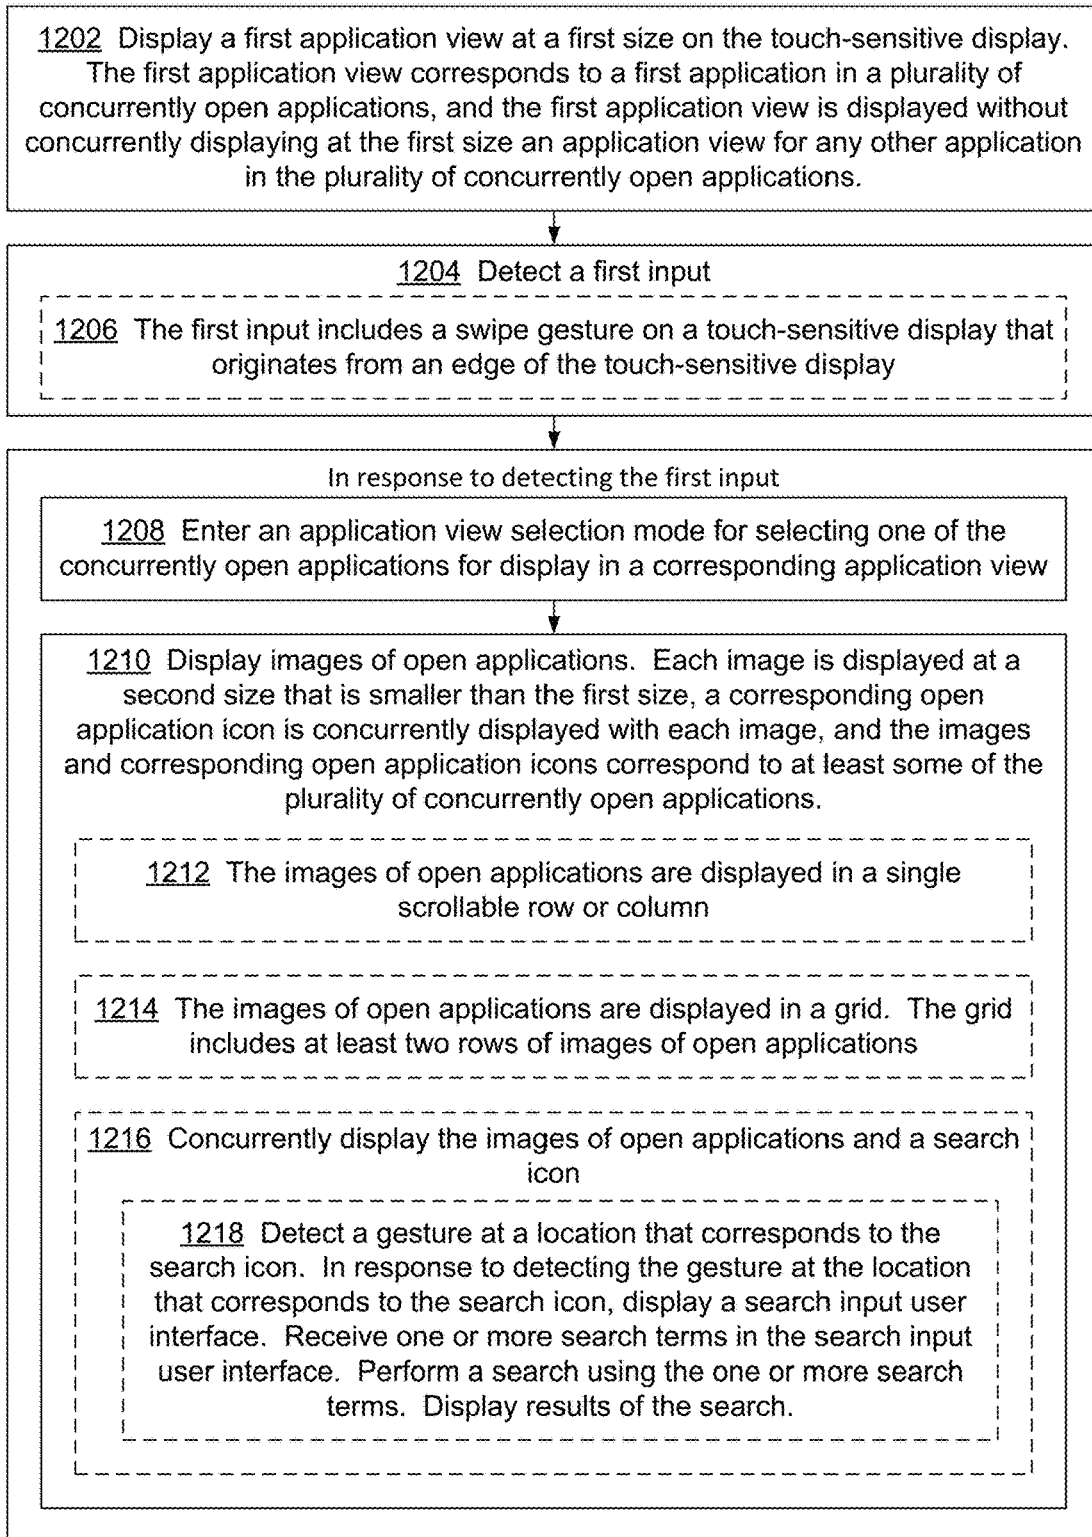 1202 Display a first application view at a first size on the touch-sensitive display.
The first application view corresponds to a first application in a plurality of
concurrently open applications, and the first application view is displayed without
concurrently displaying at the first size an application view for any other application
in the plurality of concurrently open applications.
1204 Detect a first input
1206 The first input includes a swipe gesture on a touch-sensitive display that
originates from an edge of the touch-sensitive display
In response to detecting the first input
1208 Enter an application view selection mode for selecting one of the
concurrently open applications for display in a corresponding application view
1210 Display images of open applications. Each image is displayed at a
second size that is smaller than the first size, a corresponding open
application icon is concurrently displayed with each image, and the images
and corresponding open application icons correspond to at least some of the
plurality of concurrently open applications.
1212 The images of open applications are displayed in a single
scrollable row or column
1214 The images of open applications are displayed in a grid. The grid
includes at least two rows of images of open applications
1216 Concurrently display the images of open applications and a search
icon
1218 Detect a gesture at a location that corresponds to the
search icon. In response to detecting the gesture at the location
that corresponds to the search icon, display a search input user
interface. Receive one or more search terms in the search input
user interface. Perform a search using the one or more search
terms. Display results of the search.